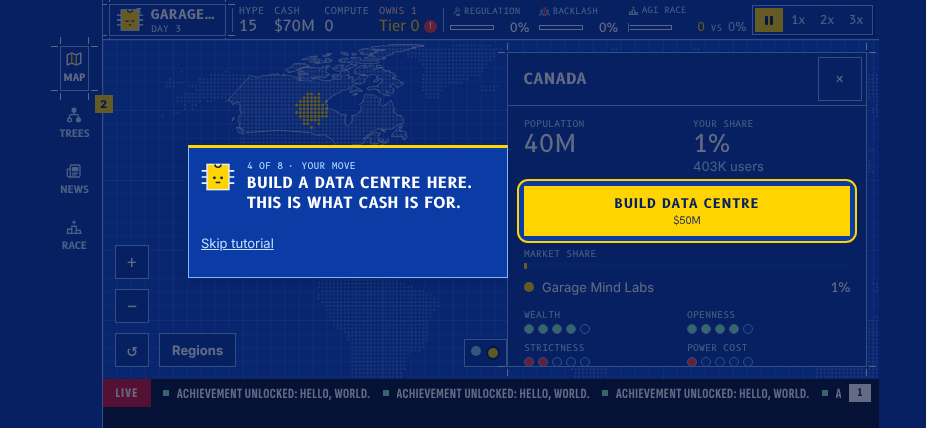 GARAGE...
DAY 3
HYPE
15
CASH
$70M
COMPUTE
0
OWNS 1
Tier 0 !
REGULATION
0%
BACKLASH
0%
AGI RACE
0 VS 0%
1x 2x 3x
MAP
2
TREES
NEWS
RACE
CANADA
×
POPULATION
40M
YOUR SHARE
1%
403K users
4 OF 8 · YOUR MOVE
BUILD A DATA CENTRE HERE.
THIS IS WHAT CASH IS FOR.
Skip tutorial
BUILD DATA CENTRE
$50M
MARKET SHARE
Garage Mind Labs 1%
WEALTH
OPENNESS
STRICTNESS
POWER COST
+
−
↺
Regions
LIVE
ACHIEVEMENT UNLOCKED: HELLO, WORLD. ACHIEVEMENT UNLOCKED: HELLO, WORLD. ACHIEVEMENT UNLOCKED: HELLO, WORLD. A
1